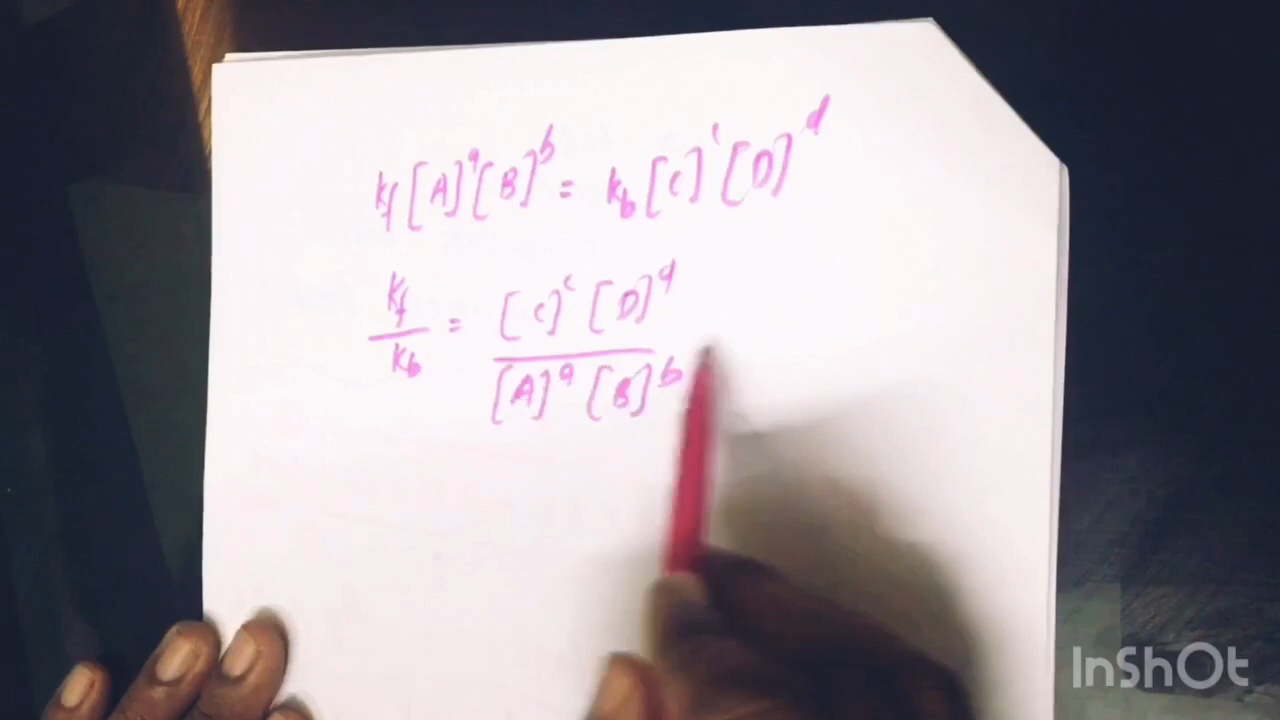 kf[A]^a[B]^b = kb[C]^c[D]^d
kf/kb = [C]^c[D]^d / [A]^a[B]^b
InShOt